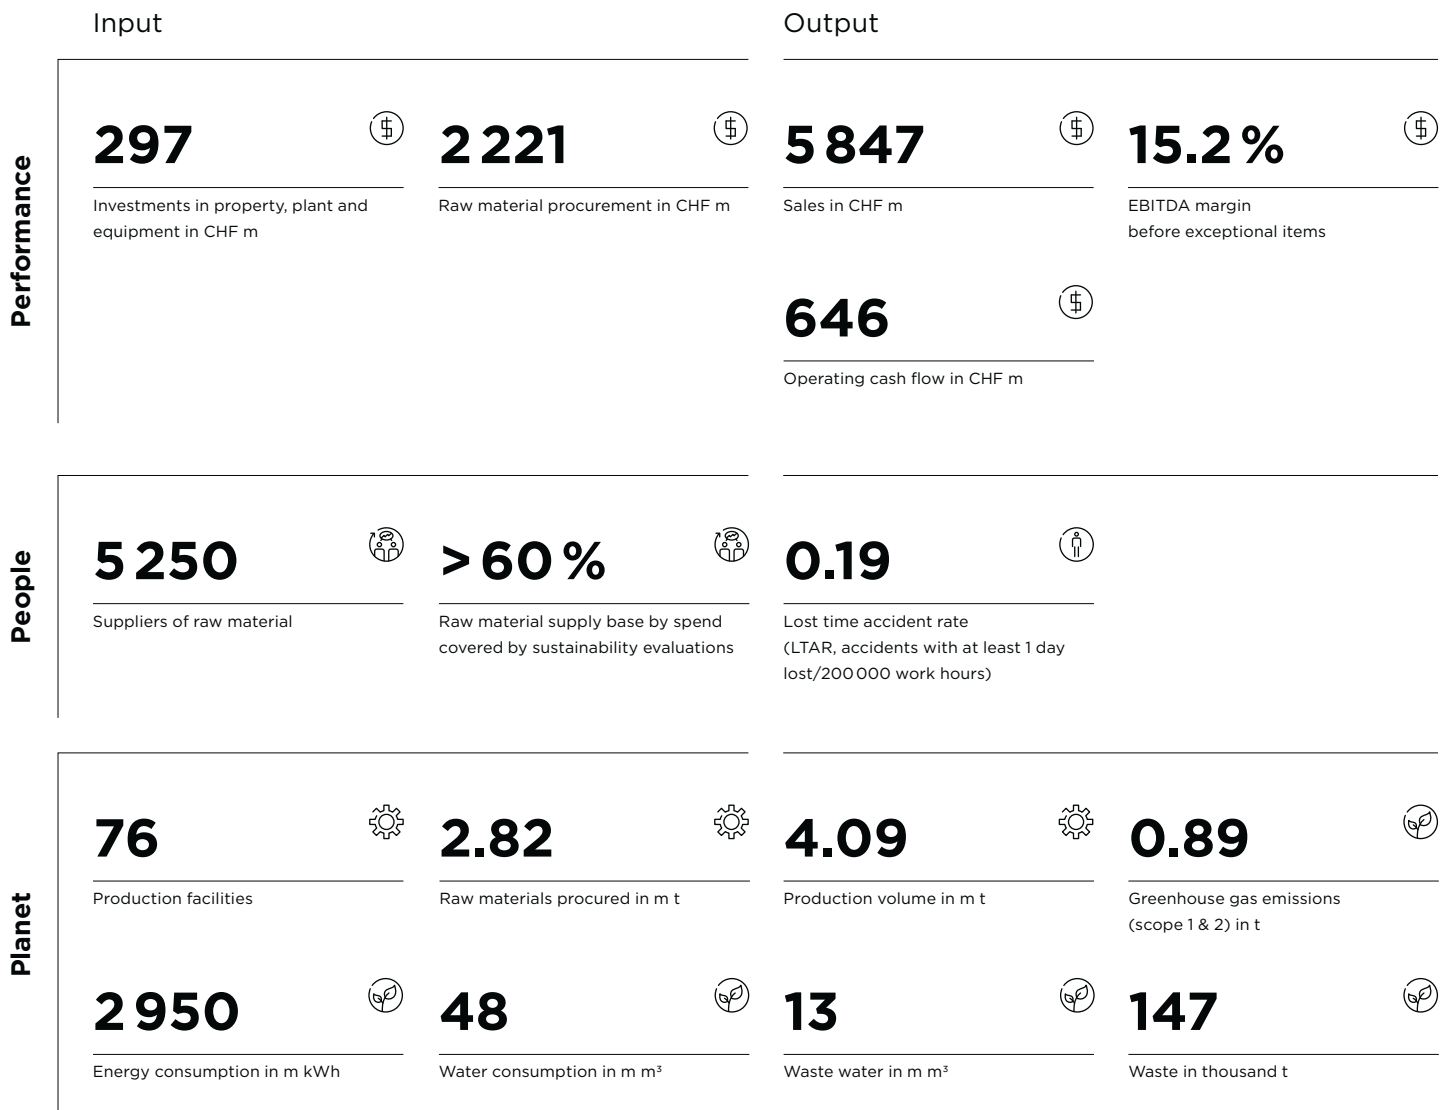 Input
Output
Performance
297
Investments in property, plant and
equipment in CHF m
2 221
Raw material procurement in CHF m
5 847
Sales in CHF m
15.2 %
EBITDA margin
before exceptional items
646
Operating cash flow in CHF m
People
5 250
Suppliers of raw material
> 60 %
Raw material supply base by spend
covered by sustainability evaluations
0.19
Lost time accident rate
(LTAR, accidents with at least 1 day
lost/200 000 work hours)
Planet
76
Production facilities
2.82
Raw materials procured in m t
4.09
Production volume in m t
0.89
Greenhouse gas emissions
(scope 1 & 2) in t
2 950
Energy consumption in m kWh
48
Water consumption in m m³
13
Waste water in m m³
147
Waste in thousand t